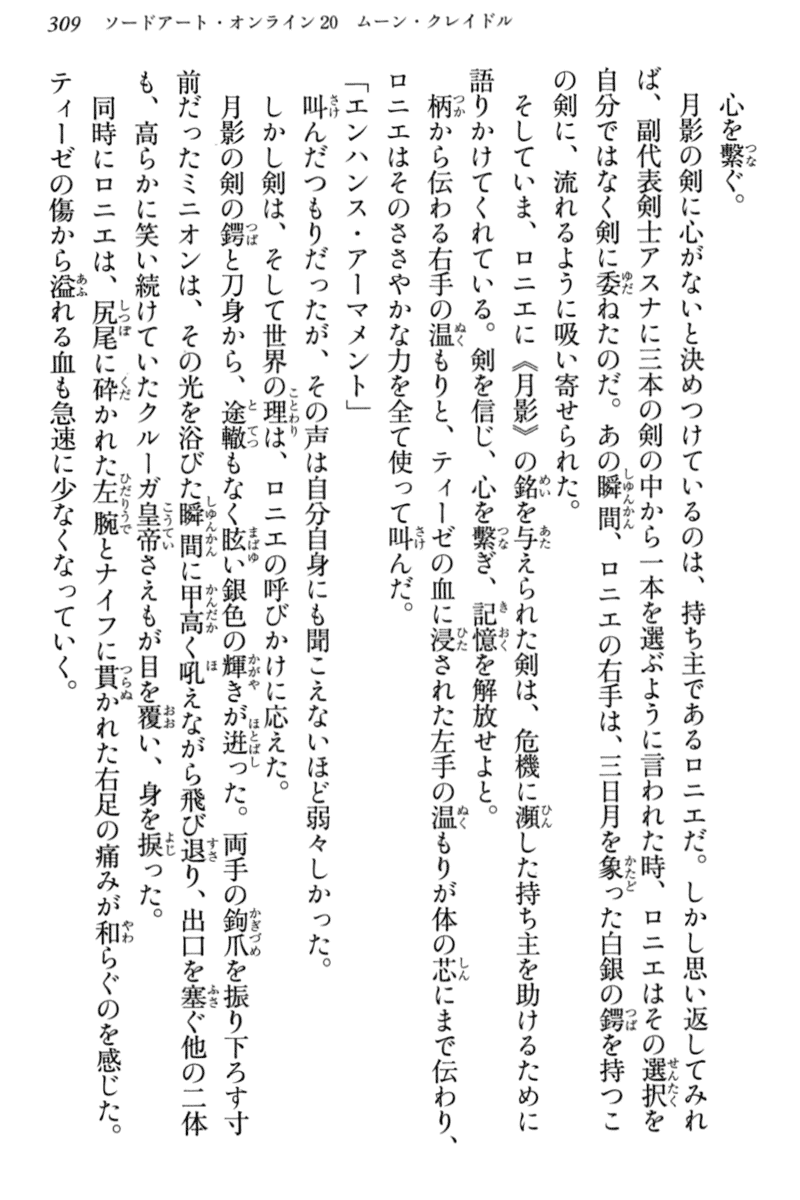 309 ソードアート・オンライン20 ムーン・クレイドル
心を繋ぐ。
月影の剣に心がないと決めつけているのは、持ち主であるロニエだ。しかし思い返してみれ
ば、副代表剣士アスナに三本の剣の中から一本を選ぶように言われた時、ロニエはその選択を
自分ではなく剣に委ねたのだ。あの瞬間、ロニエの右手は、三日月を象った白銀の鍔を持つこ
の剣に、流れるように吸い寄せられた。
そしていま、ロニエに《月影》の銘を与えられた剣は、危機に瀕した持ち主を助けるために
語りかけてくれている。剣を信じ、心を繋ぎ、記憶を解放せよと。
柄から伝わる右手の温もりと、ティーゼの血に浸された左手の温もりが体の芯にまで伝わり、
ロニエはそのささやかな力を全て使って叫んだ。
「エンハンス・アーマメント」
叫んだつもりだったが、その声は自分自身にも聞こえないほど弱々しかった。
しかし剣は、そして世界の理は、ロニエの呼びかけに応えた。
月影の剣の鍔と刀身から、途轍もなく眩い銀色の輝きが迸った。両手の鉤爪を振り下ろす寸
前だったミニオンは、その光を浴びた瞬間に甲高く吼えながら飛び退り、出口を塞ぐ他の二体
も、高らかに笑い続けていたクルーガ皇帝さえもが目を覆い、身を捩った。
同時にロニエは、尻尾に砕かれた左腕とナイフに貫かれた右足の痛みが和らぐのを感じた。
ティーゼの傷から溢れる血も急速に少なくなっていく。